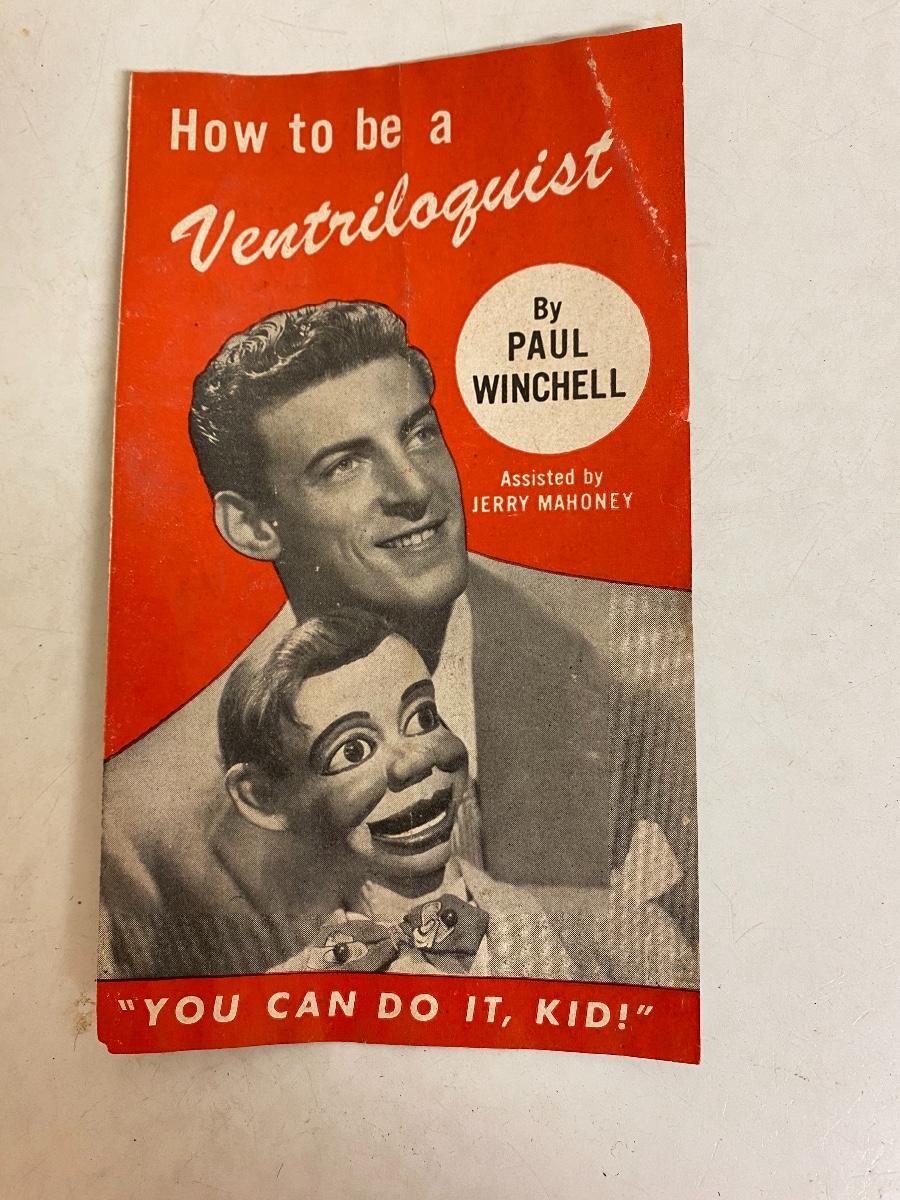 How to be a
Ventriloquist
By
PAUL
WINCHELL
Assisted by
JERRY MAHONEY
"YOU CAN DO IT, KID!"